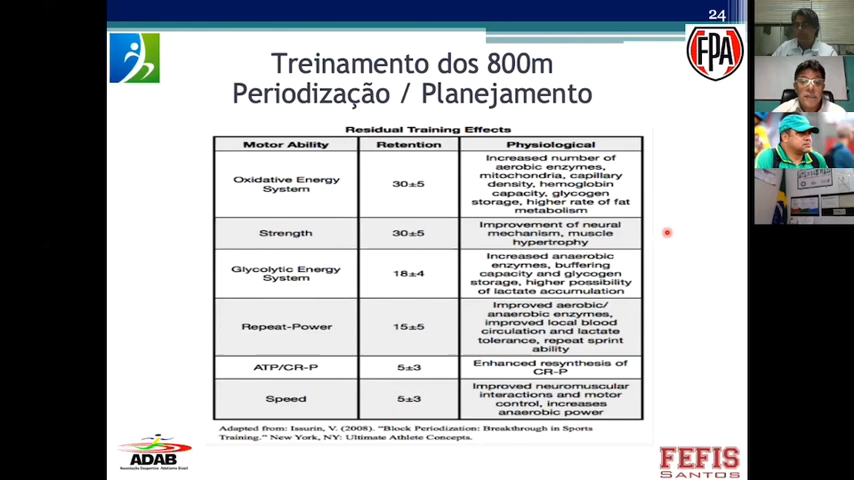 24
FPA
Treinamento dos 800m
Periodização / Planejamento
Residual Training Effects
Motor Ability
Retention
Physiological
Oxidative Energy
System
30±5
Increased number of
aerobic enzymes,
mitochondria, capillary
density, hemoglobin
capacity, glycogen
storage, higher rate of fat
metabolism
Strength
30±5
Improvement of neural
mechanism, muscle
hypertrophy
Glycolytic Energy
System
18±4
Increased anaerobic
enzymes, buffering
capacity and glycogen
storage, higher possibility
of lactate accumulation
Repeat-Power
15±5
Improved aerobic/
anaerobic enzymes,
improved local blood
circulation and lactate
tolerance, repeat sprint
ability
ATP/CR-P
5±3
Enhanced resynthesis of
CR-P
Speed
5±3
Improved neuromuscular
interactions and motor
control, increases
anaerobic power
Adapted from: Issurin, V. (2008). "Block Periodization: Breakthrough in Sports
Training." New York, NY: Ultimate Athlete Concepts.
ADAB
Associação Desportiva Atletismo Brasil
FEFIS
SANTOS